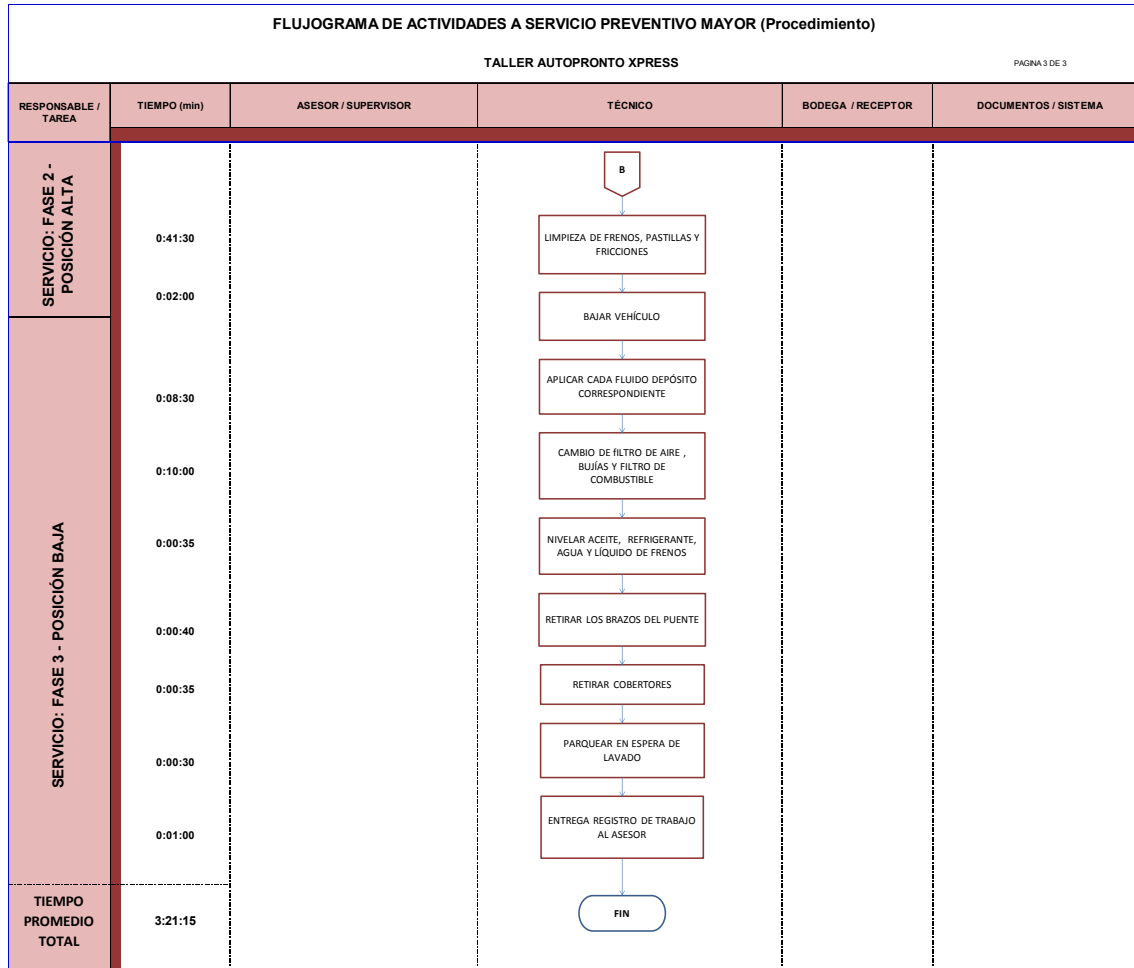 FLUJOGRAMA DE ACTIVIDADES A SERVICIO PREVENTIVO MAYOR (Procedimiento)
TALLER AUTOPRONTO XPRESS
PAGINA 3 DE 3
RESPONSABLE /
TAREA
TIEMPO (min)
ASESOR / SUPERVISOR
TÉCNICO
BODEGA / RECEPTOR
DOCUMENTOS / SISTEMA
SERVICIO: FASE 2 -
POSICIÓN ALTA
B
0:41:30
LIMPIEZA DE FRENOS, PASTILLAS Y
FRICCIONES
0:02:00
BAJAR VEHÍCULO
SERVICIO: FASE 3 - POSICIÓN BAJA
0:08:30
APLICAR CADA FLUIDO DEPÓSITO
CORRESPONDIENTE
0:10:00
CAMBIO DE fILTRO DE AIRE ,
BUJÍAS Y FILTRO DE
COMBUSTIBLE
0:00:35
NIVELAR ACEITE, REFRIGERANTE,
AGUA Y LÍQUIDO DE FRENOS
0:00:40
RETIRAR LOS BRAZOS DEL PUENTE
0:00:35
RETIRAR COBERTORES
0:00:30
PARQUEAR EN ESPERA DE
LAVADO
0:01:00
ENTREGA REGISTRO DE TRABAJO
AL ASESOR
TIEMPO
PROMEDIO
TOTAL
3:21:15
FIN